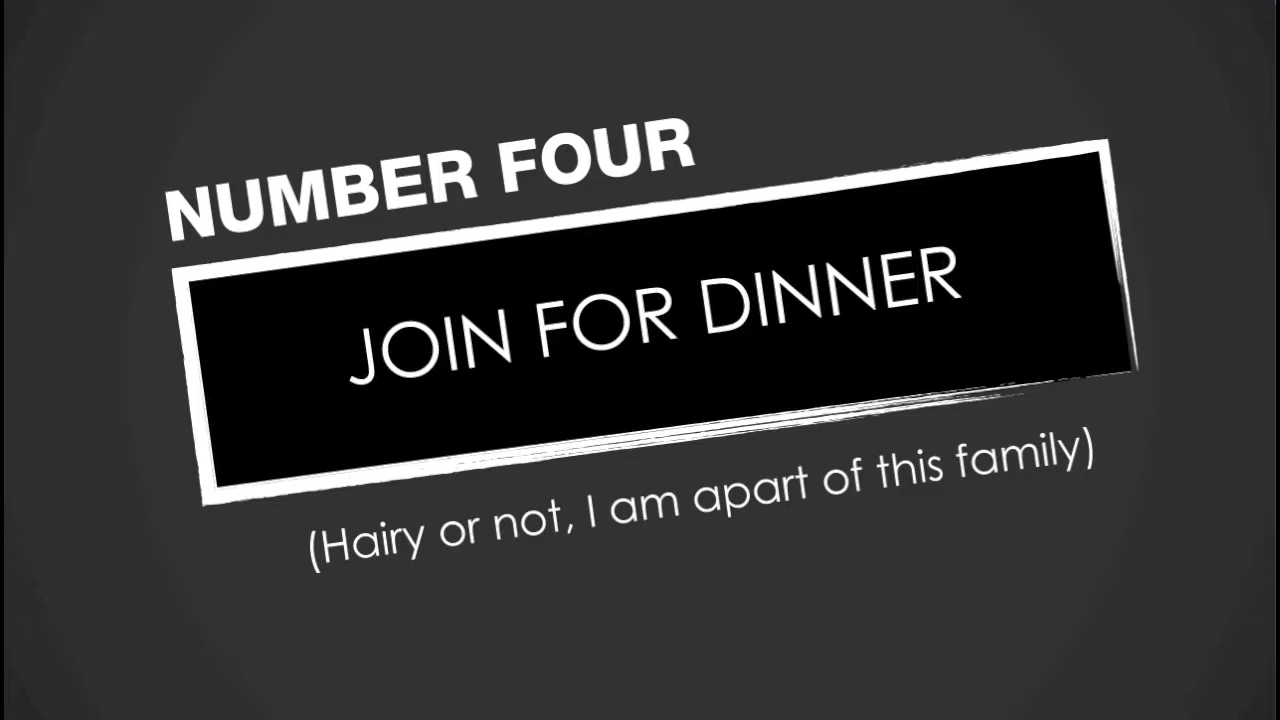 NUMBER FOUR
JOIN FOR DINNER
(Hairy or not, I am apart of this family)